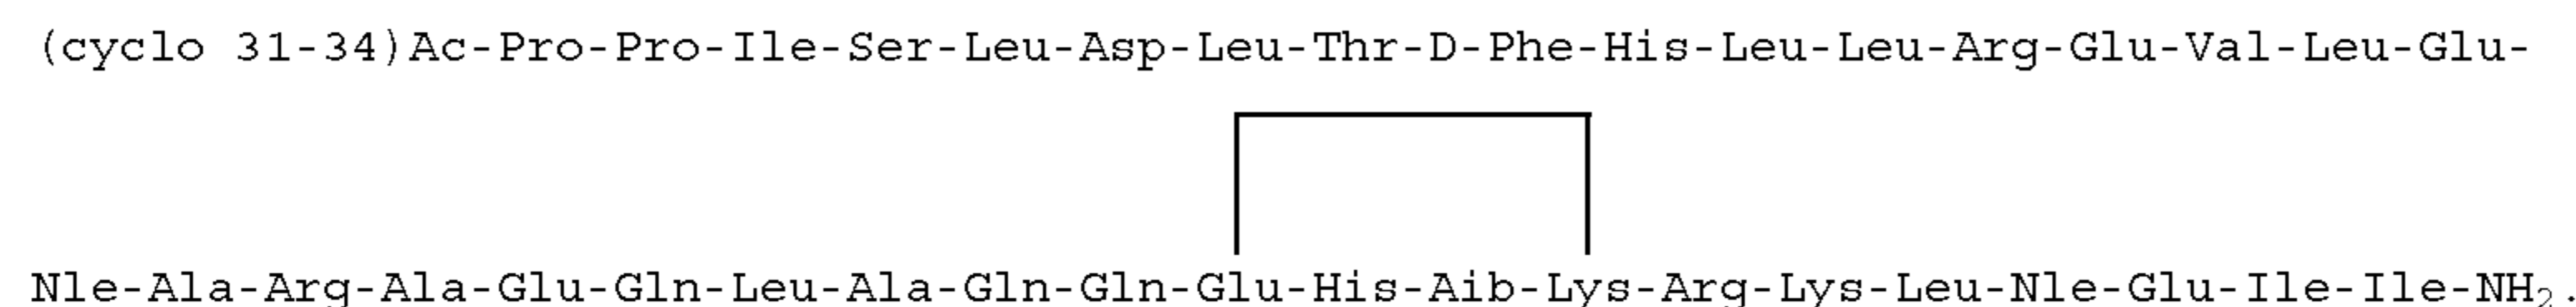 (cyclo 31-34)Ac-Pro-Pro-Ile-Ser-Leu-Asp-Leu-Thr-D-Phe-His-Leu-Leu-Arg-Glu-Val-Leu-Glu-
Nle-Ala-Arg-Ala-Glu-Gln-Leu-Ala-Gln-Gln-Glu-His-Aib-Lys-Arg-Lys-Leu-Nle-Glu-Ile-Ile-NH₂